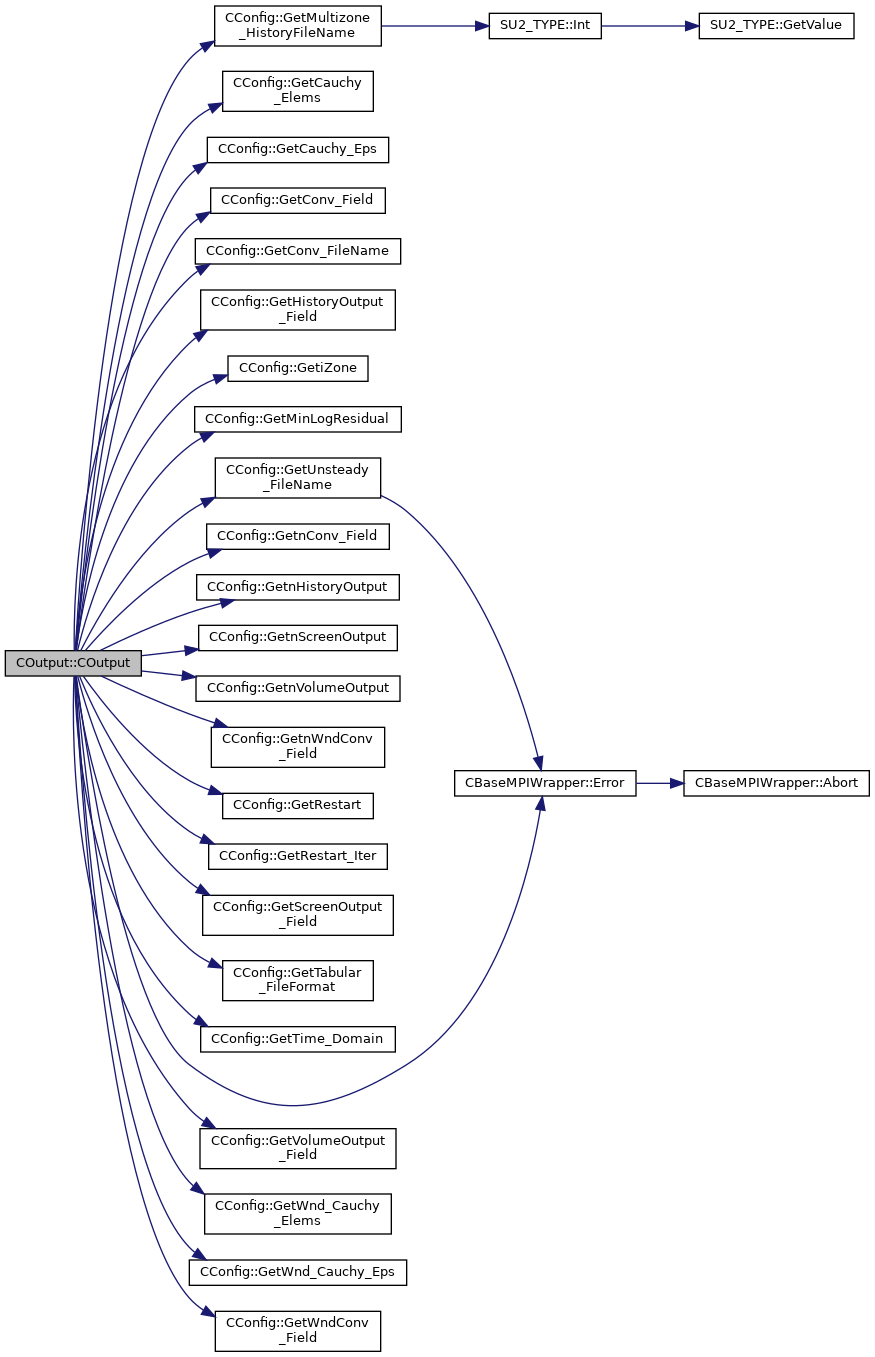 CConfig::GetMultizone
_HistoryFileName
SU2_TYPE::Int
SU2_TYPE::GetValue
CConfig::GetCauchy
_Elems
CConfig::GetCauchy_Eps
CConfig::GetConv_Field
CConfig::GetConv_FileName
CConfig::GetHistoryOutput
_Field
CConfig::GetiZone
CConfig::GetMinLogResidual
CConfig::GetUnsteady
_FileName
CConfig::GetnConv_Field
CConfig::GetnHistoryOutput
CConfig::GetnScreenOutput
COutput::COutput
CConfig::GetnVolumeOutput
CConfig::GetnWndConv
_Field
CBaseMPIWrapper::Error
CBaseMPIWrapper::Abort
CConfig::GetRestart
CConfig::GetRestart_Iter
CConfig::GetScreenOutput
_Field
CConfig::GetTabular
_FileFormat
CConfig::GetTime_Domain
CConfig::GetVolumeOutput
_Field
CConfig::GetWnd_Cauchy
_Elems
CConfig::GetWnd_Cauchy_Eps
CConfig::GetWndConv
_Field